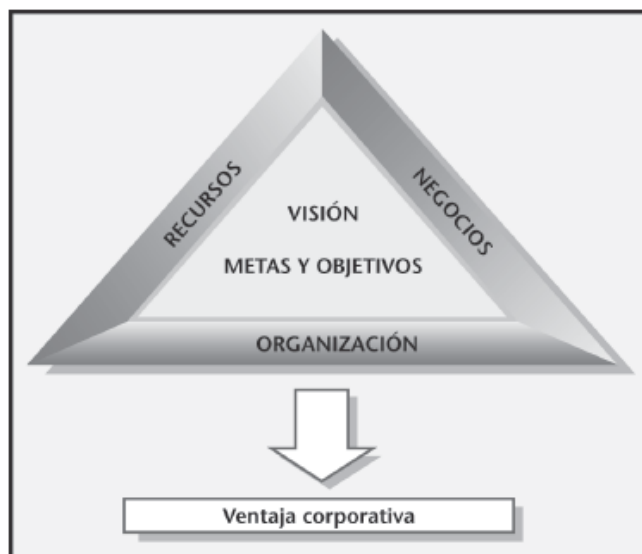 RECURSOS
NEGOCIOS
VISIÓN
METAS Y OBJETIVOS
ORGANIZACIÓN
Ventaja corporativa